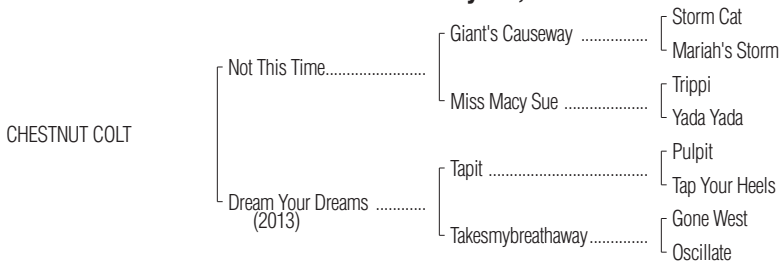 Storm Cat
Giant's Causeway ...............
Mariah's Storm
Not This Time.......................
Trippi
Miss Macy Sue ..................
Yada Yada
CHESTNUT COLT
Pulpit
Tapit ..................................
Tap Your Heels
Dream Your Dreams ............
(2013)
Gone West
Takesmybreathaway.............
Oscillate